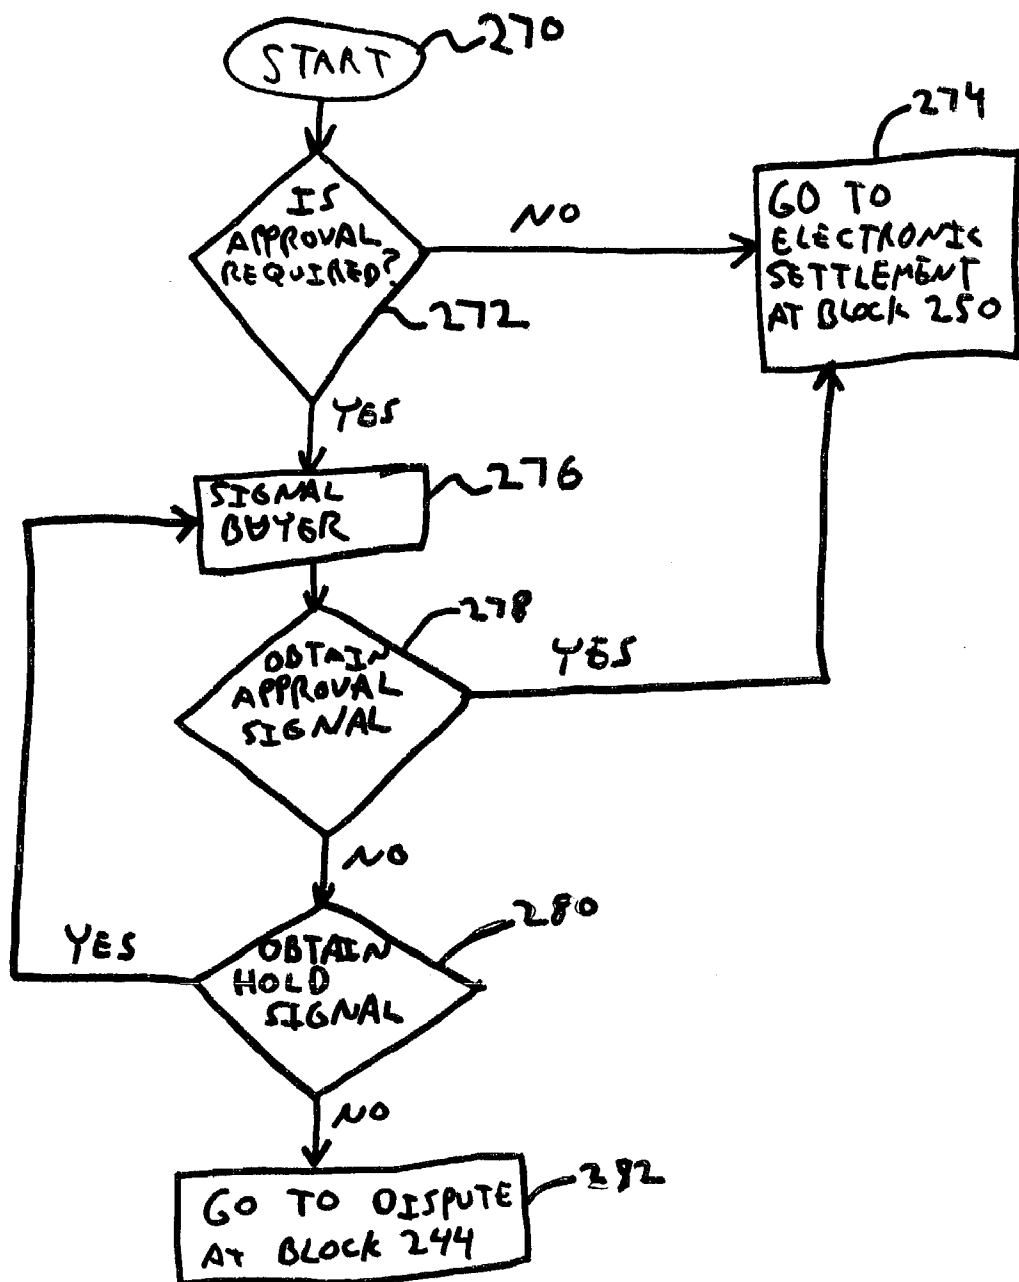 270
START
274
IS
APPROVAL
REQUIRED?
NO
GO TO
ELECTRONIC
SETTLEMENT
AT BLOCK 250
272
YES
SIGNAL
BUYER
276
278
OBTAIN
APPROVAL
SIGNAL
YES
NO
280
YES
OBTAIN
HOLD
SIGNAL
NO
GO TO DISPUTE
AT BLOCK 244
282